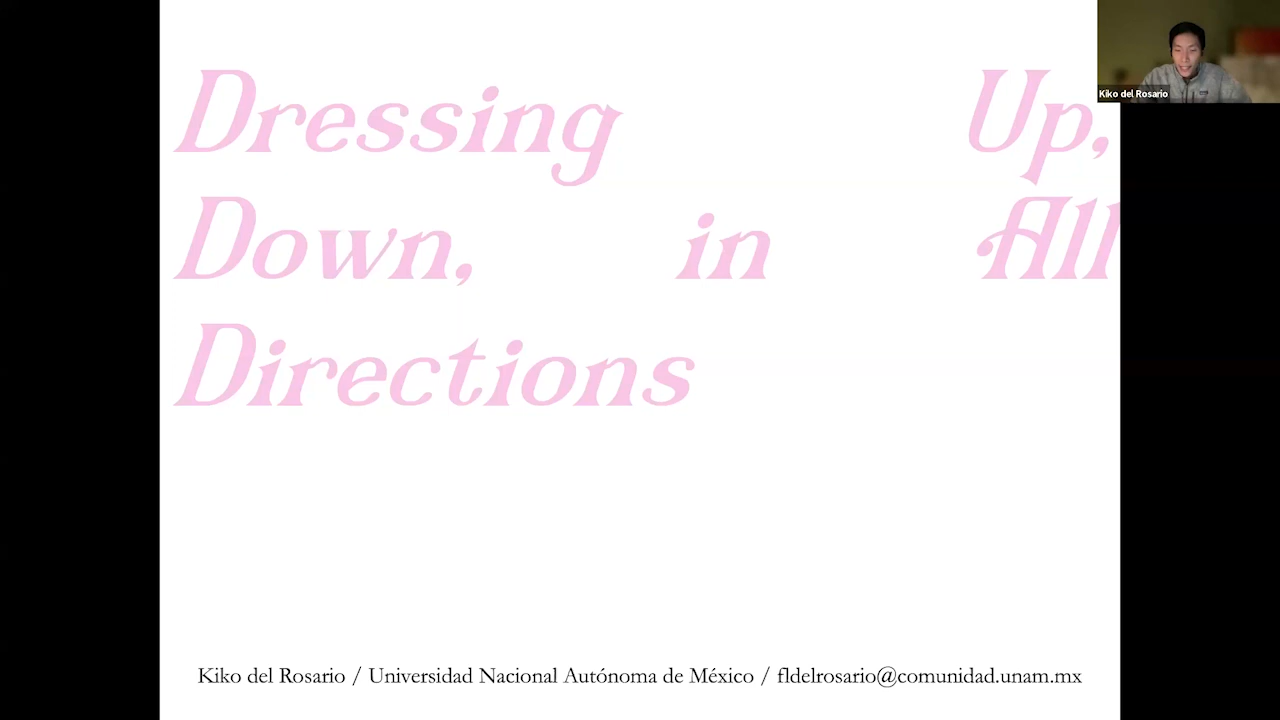 Dressing Up,
Down, in All
Directions
Kiko del Rosario
Kiko del Rosario / Universidad Nacional Autónoma de México / fldelrosario@comunidad.unam.mx